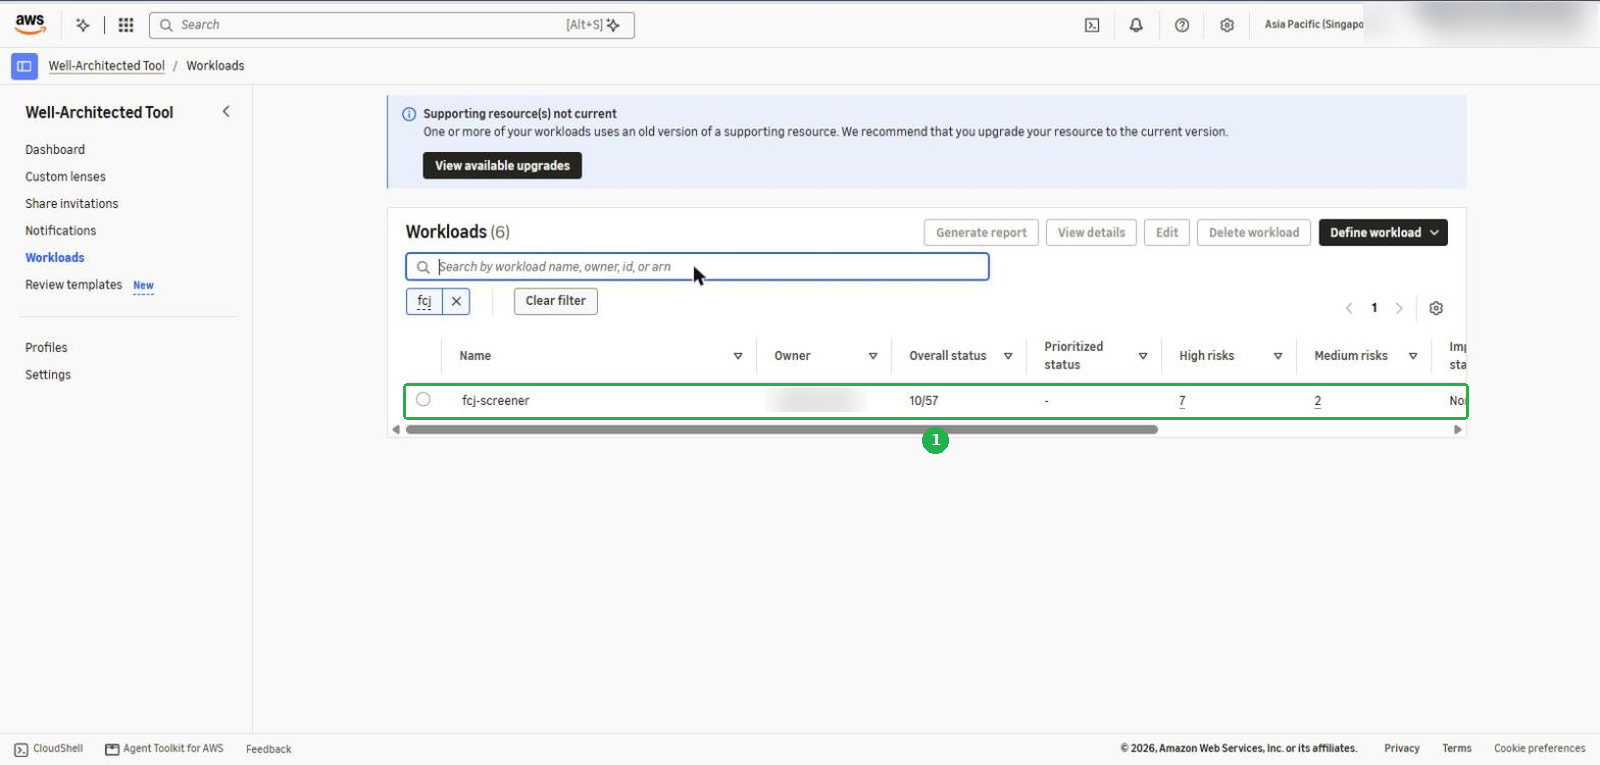 aws
Search
[Alt+S]
Asia Pacific (Singapo
Well-Architected Tool / Workloads
Well-Architected Tool
Dashboard
Custom lenses
Share invitations
Notifications
Workloads
Review templates New
Profiles
Settings
Supporting resource(s) not current
One or more of your workloads uses an old version of a supporting resource. We recommend that you upgrade your resource to the current version.
View available upgrades
Workloads (6)
Generate report
View details
Edit
Delete workload
Define workload
Search by workload name, owner, id, or arn
fcj
Clear filter
1
Name
Owner
Overall status
Prioritized
status
High risks
Medium risks
fcj-screener
10/57
-
7
2
1
CloudShell
Agent Toolkit for AWS
Feedback
© 2026, Amazon Web Services, Inc. or its affiliates.
Privacy
Terms
Cookie preferences